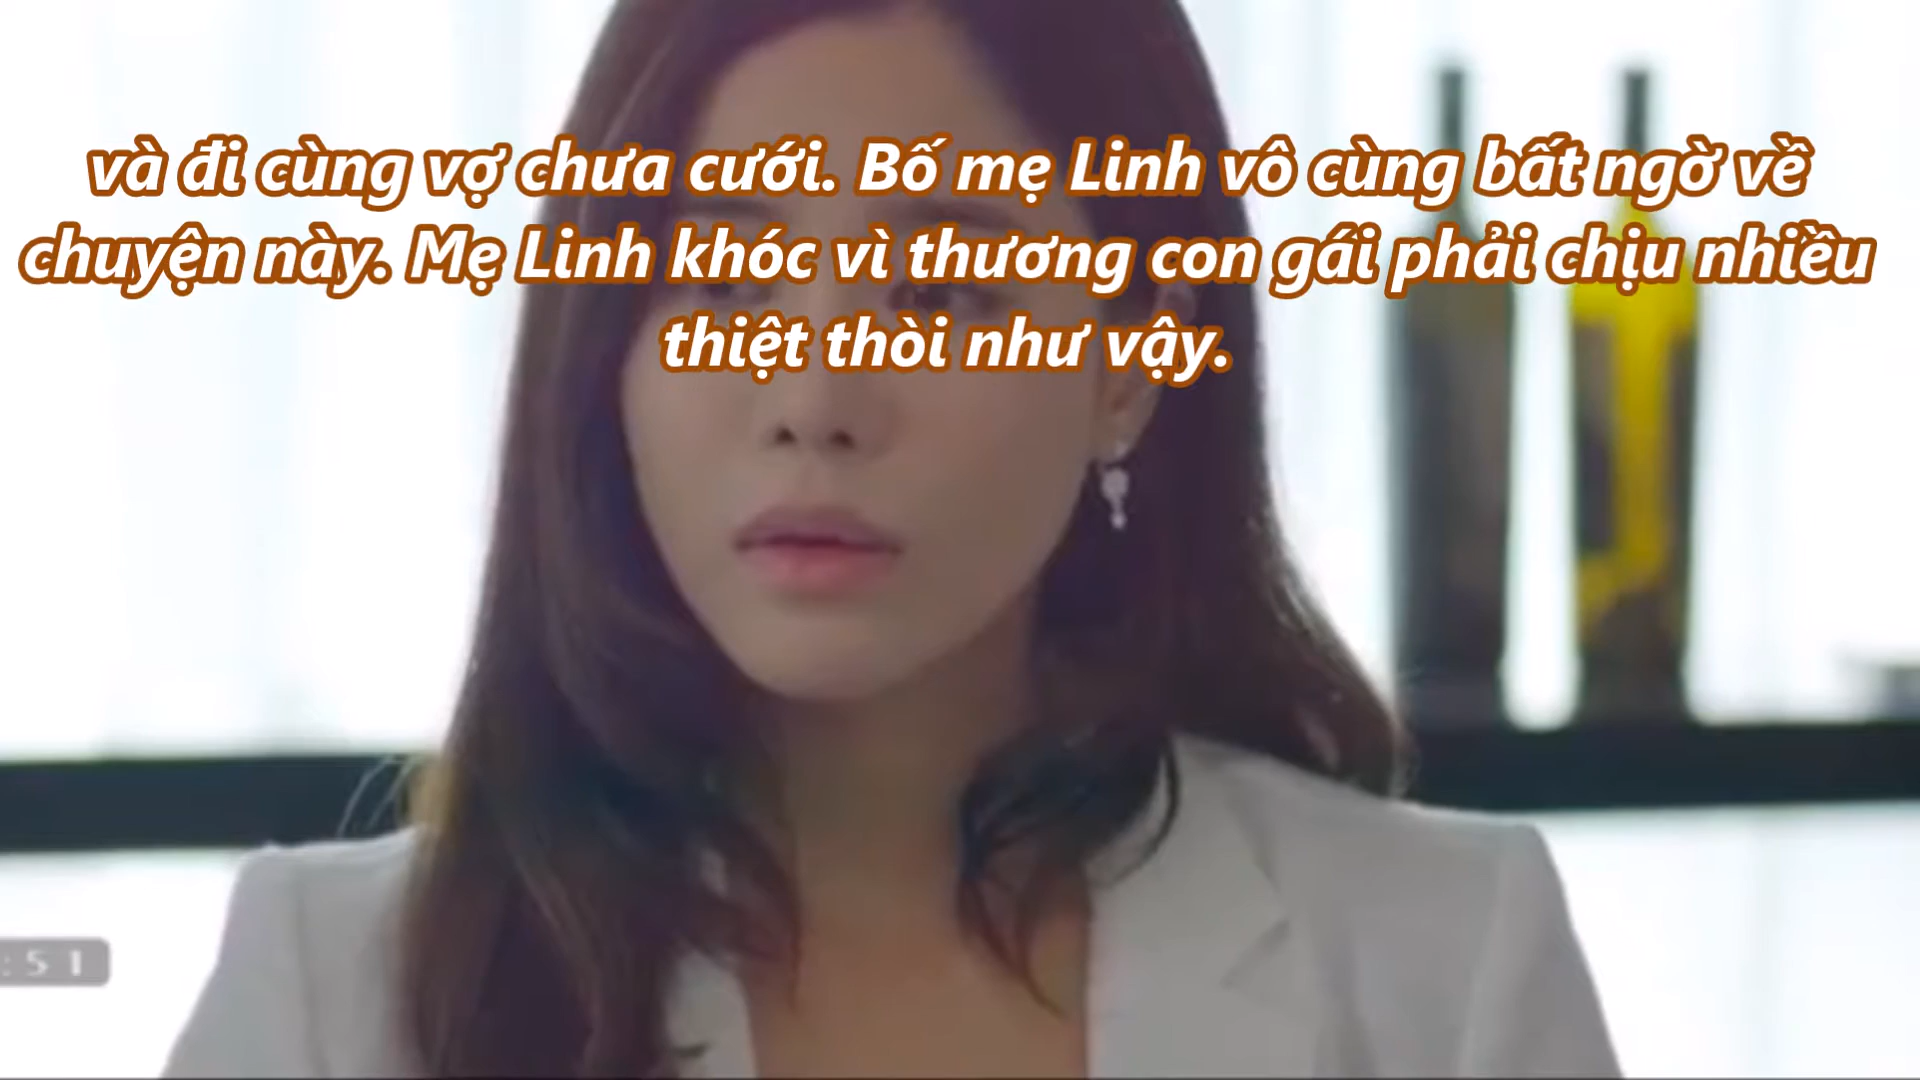 và đi cùng vợ chưa cưới. Bố mẹ Linh vô cùng bất ngờ về
chuyện này. Mẹ Linh khóc vì thương con gái phải chịu nhiều
thiệt thòi như vậy.
:51